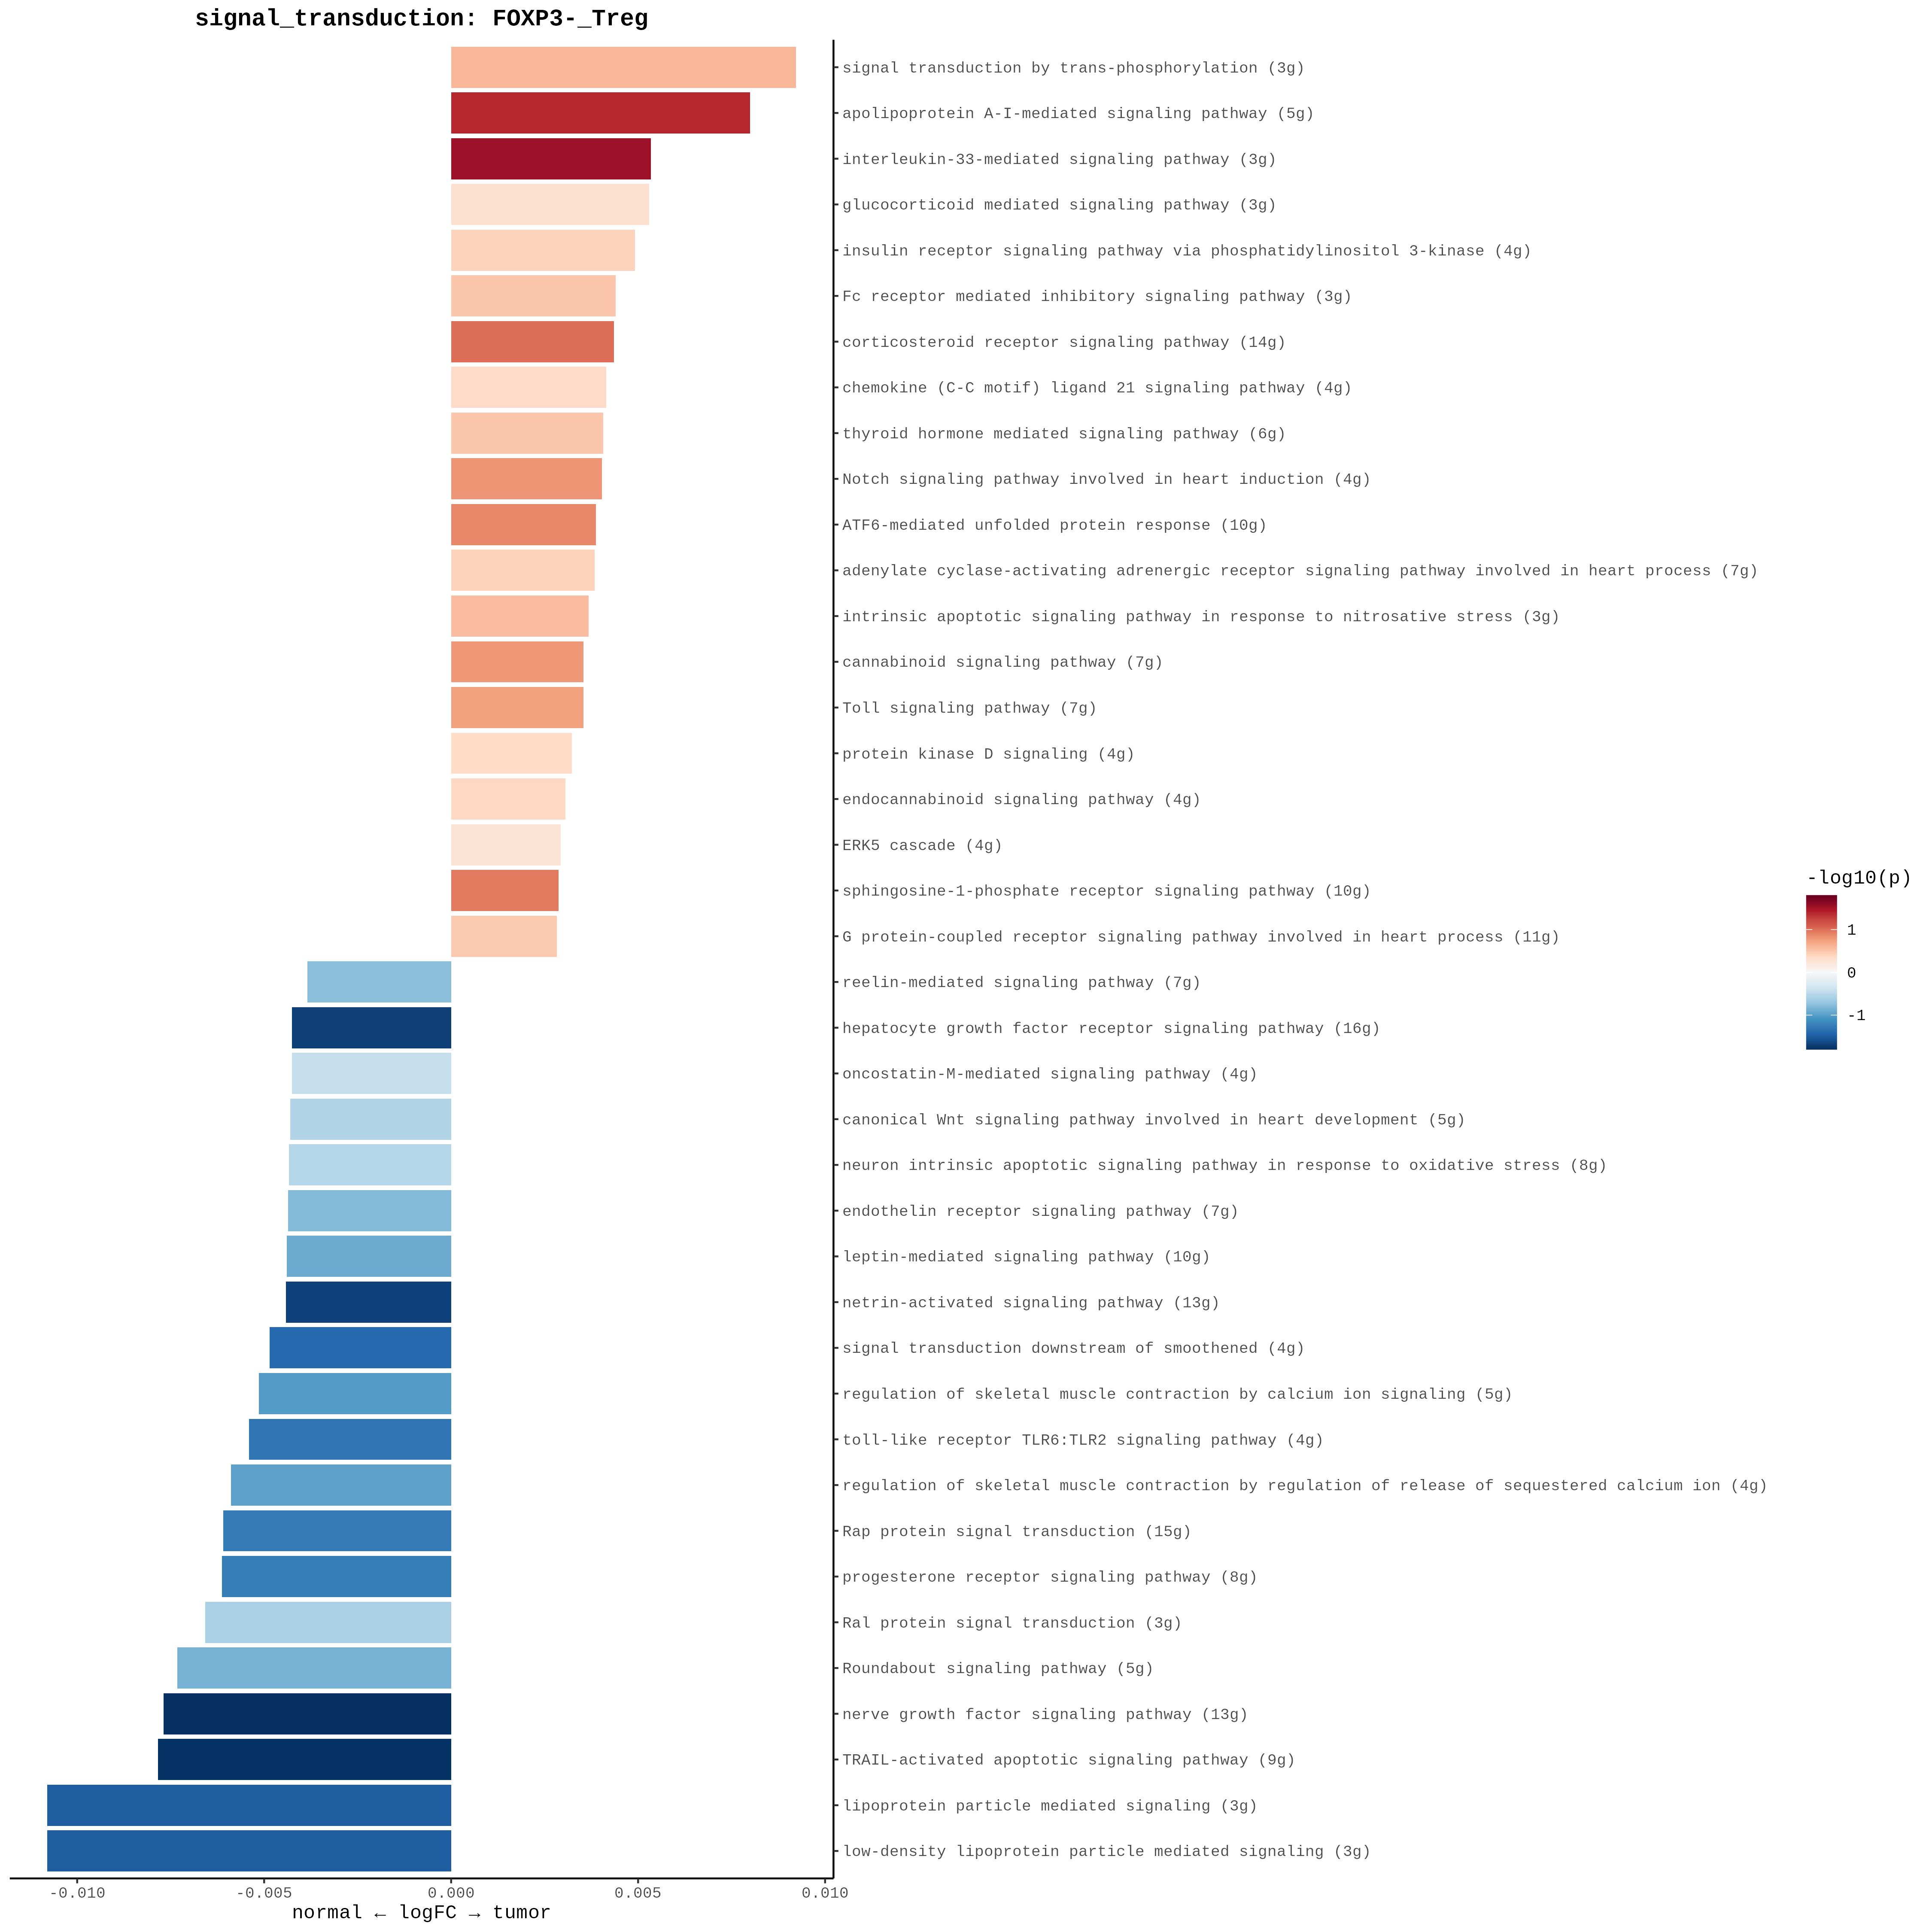 signal_transduction: FOXP3-_Treg
signal transduction by trans-phosphorylation (3g)
apolipoprotein A-I-mediated signaling pathway (5g)
interleukin-33-mediated signaling pathway (3g)
glucocorticoid mediated signaling pathway (3g)
insulin receptor signaling pathway via phosphatidylinositol 3-kinase (4g)
Fc receptor mediated inhibitory signaling pathway (3g)
corticosteroid receptor signaling pathway (14g)
chemokine (C-C motif) ligand 21 signaling pathway (4g)
thyroid hormone mediated signaling pathway (6g)
Notch signaling pathway involved in heart induction (4g)
ATF6-mediated unfolded protein response (10g)
adenylate cyclase-activating adrenergic receptor signaling pathway involved in heart process (7g)
intrinsic apoptotic signaling pathway in response to nitrosative stress (3g)
cannabinoid signaling pathway (7g)
Toll signaling pathway (7g)
protein kinase D signaling (4g)
endocannabinoid signaling pathway (4g)
ERK5 cascade (4g)
sphingosine-1-phosphate receptor signaling pathway (10g)
G protein-coupled receptor signaling pathway involved in heart process (11g)
reelin-mediated signaling pathway (7g)
hepatocyte growth factor receptor signaling pathway (16g)
oncostatin-M-mediated signaling pathway (4g)
canonical Wnt signaling pathway involved in heart development (5g)
neuron intrinsic apoptotic signaling pathway in response to oxidative stress (8g)
endothelin receptor signaling pathway (7g)
leptin-mediated signaling pathway (10g)
netrin-activated signaling pathway (13g)
signal transduction downstream of smoothened (4g)
regulation of skeletal muscle contraction by calcium ion signaling (5g)
toll-like receptor TLR6:TLR2 signaling pathway (4g)
regulation of skeletal muscle contraction by regulation of release of sequestered calcium ion (4g)
Rap protein signal transduction (15g)
progesterone receptor signaling pathway (8g)
Ral protein signal transduction (3g)
Roundabout signaling pathway (5g)
nerve growth factor signaling pathway (13g)
TRAIL-activated apoptotic signaling pathway (9g)
lipoprotein particle mediated signaling (3g)
low-density lipoprotein particle mediated signaling (3g)
-0.010 -0.005 0.000 0.005 0.010
normal ← logFC → tumor
-log10(p)
1
0
-1